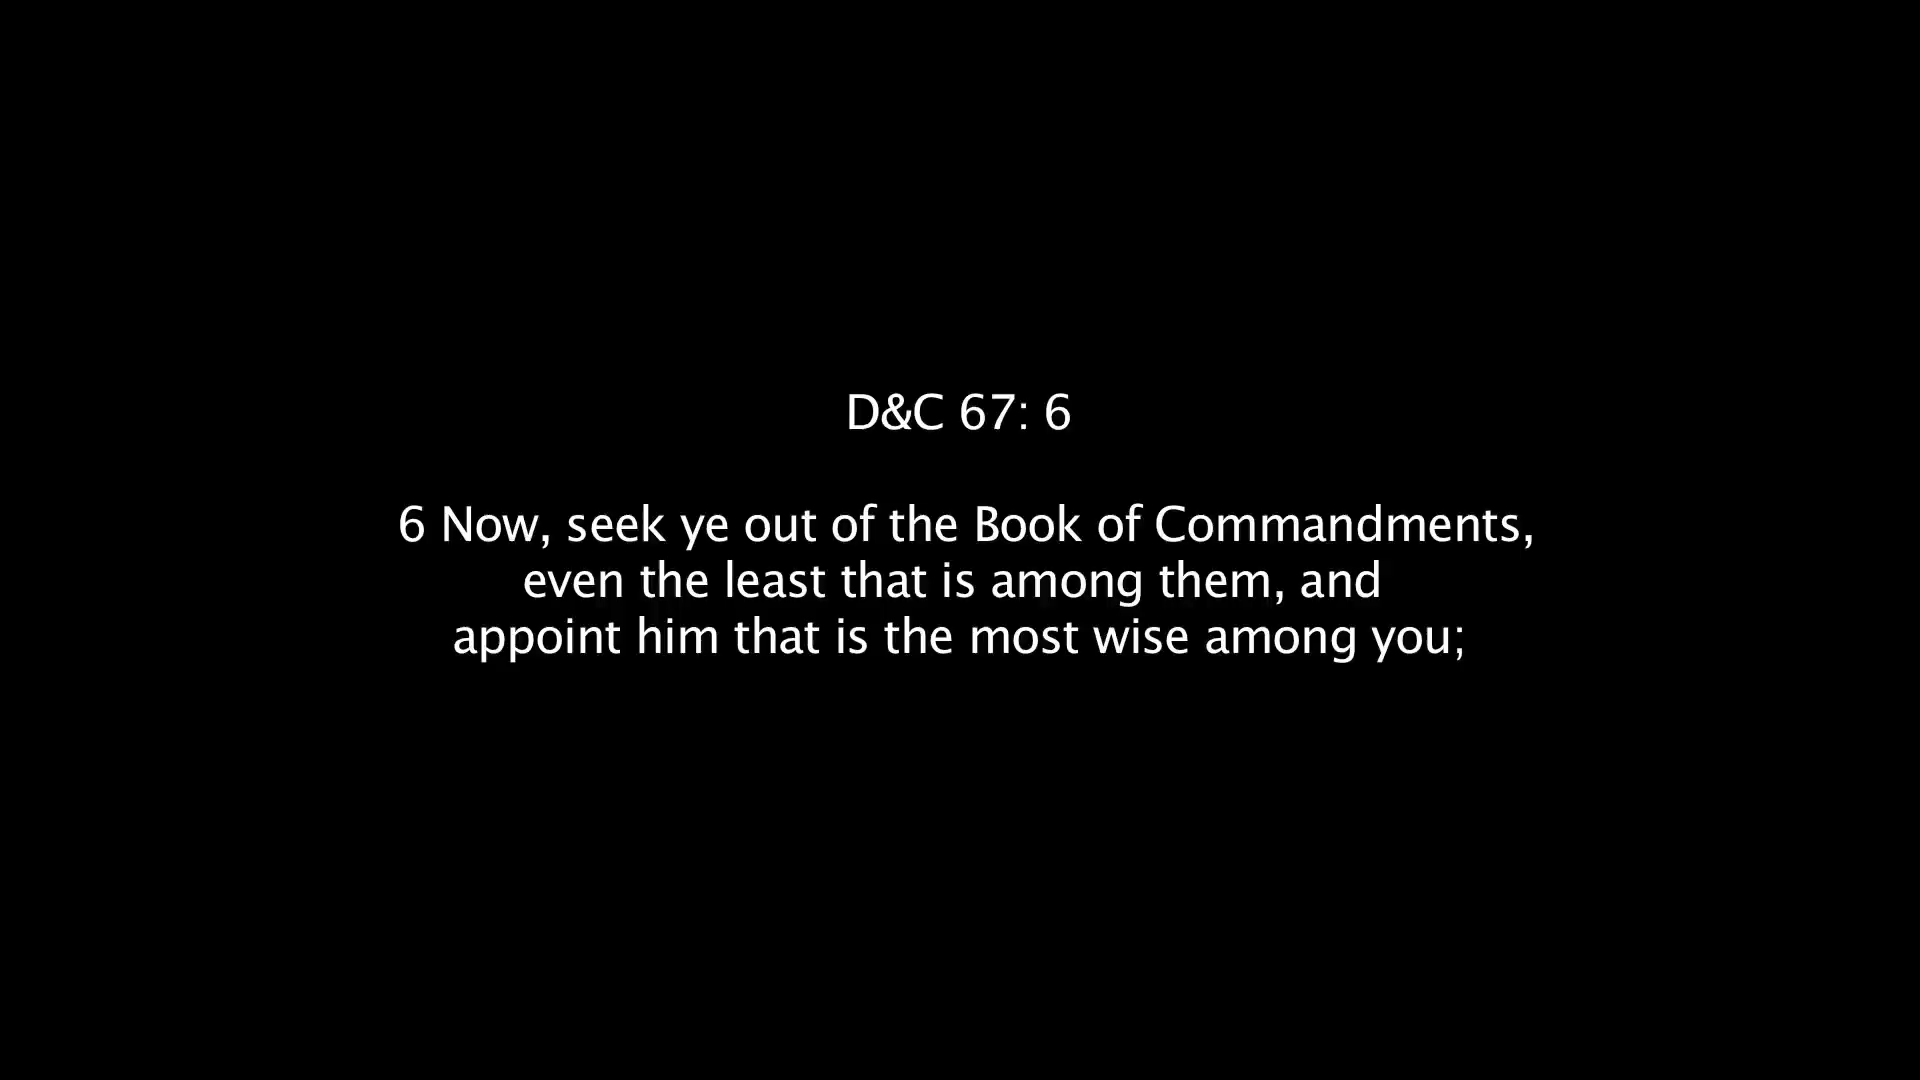 D&C 67: 6
6 Now, seek ye out of the Book of Commandments,
even the least that is among them, and
appoint him that is the most wise among you;